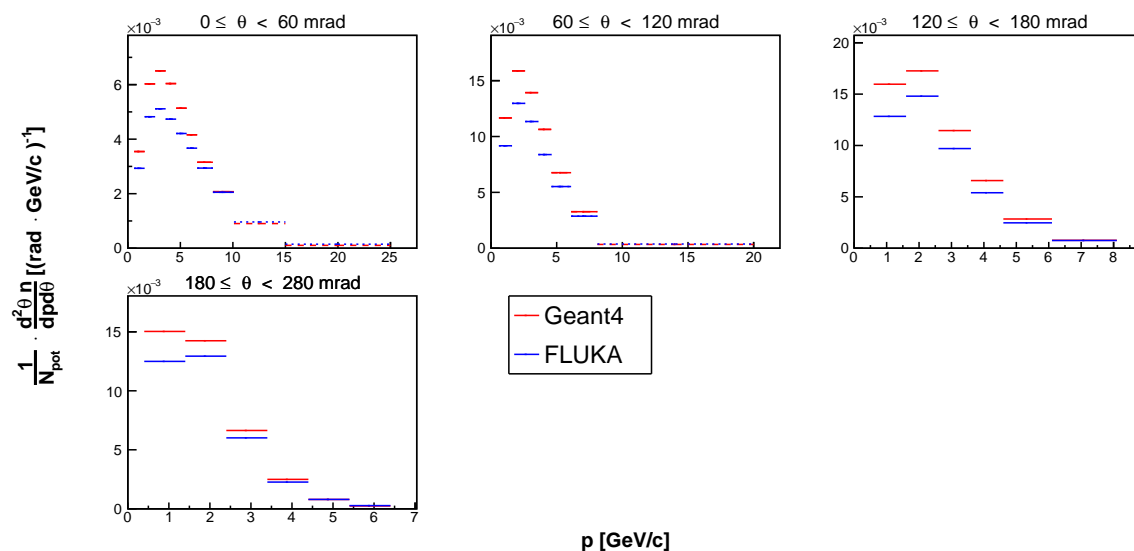 0 ≤ θ < 60 mrad
×10⁻³
6
4
2
0
0 5 10 15 20 25
60 ≤ θ < 120 mrad
×10⁻³
15
10
5
0
0 5 10 15 20
120 ≤ θ < 180 mrad
×10⁻³
20
15
10
5
0
0 1 2 3 4 5 6 7 8
180 ≤ θ < 280 mrad
×10⁻³
15
10
5
0
0 1 2 3 4 5 6 7
Geant4
FLUKA
1/N_pot · d²θ n/dpdθ [(rad · GeV/c )⁻¹]
p [GeV/c]